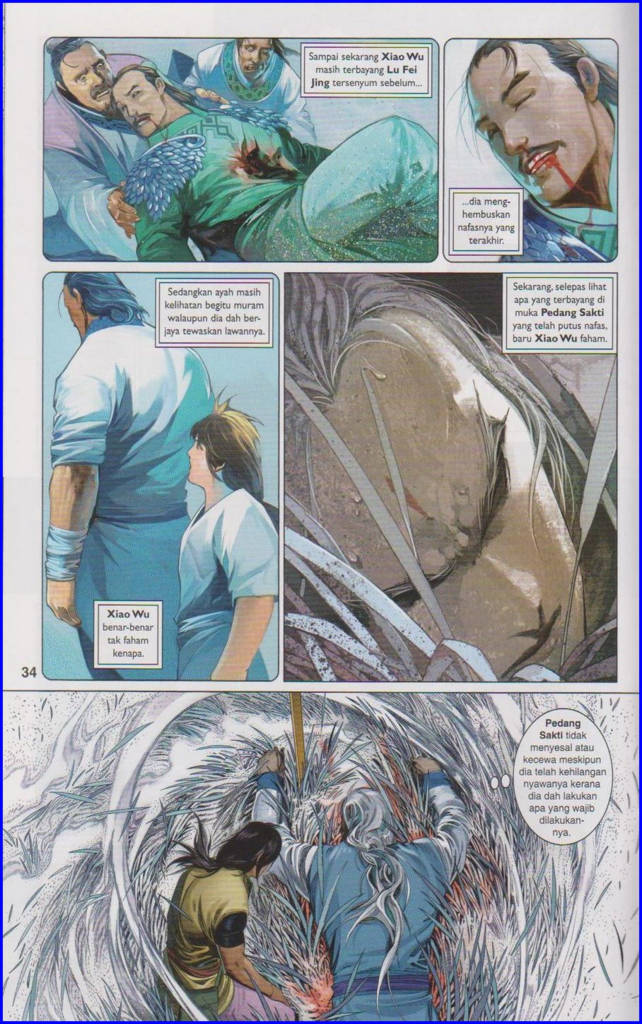 Sampai sekarang Xiao Wu
masih terbayang Lu Fei
Jing tersenyum sebelum...
...dia meng-
hembuskan
nafasnya yang
terakhir.
Sedangkan ayah masih
kelihatan begitu muram
walaupun dia dah ber-
jaya tewaskan lawannya.
Xiao Wu
benar-benar
tak faham
kenapa.
Sekarang, selepas lihat
apa yang terbayang di
muka Pedang Sakti
yang telah putus nafas,
baru Xiao Wu faham.
34
Pedang
Sakti tidak
menyesal atau
kecewa meskipun
dia telah kehilangan
nyawanya kerana
dia dah lakukan
apa yang wajib
dilakukan-
nya.